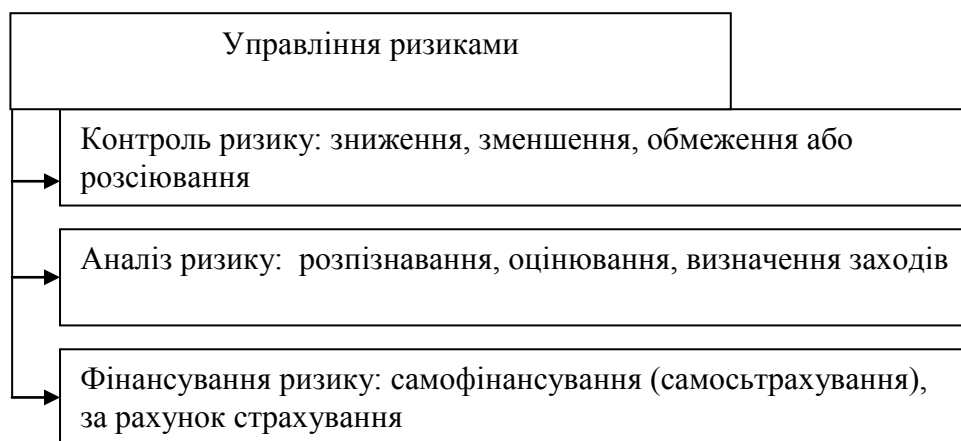 Управління ризиками
Контроль ризику: зниження, зменшення, обмеження або
розсіювання
Аналіз ризику:  розпізнавання, оцінювання, визначення заходів
Фінансування ризику: самофінансування (самосьтрахування),
за рахунок страхування